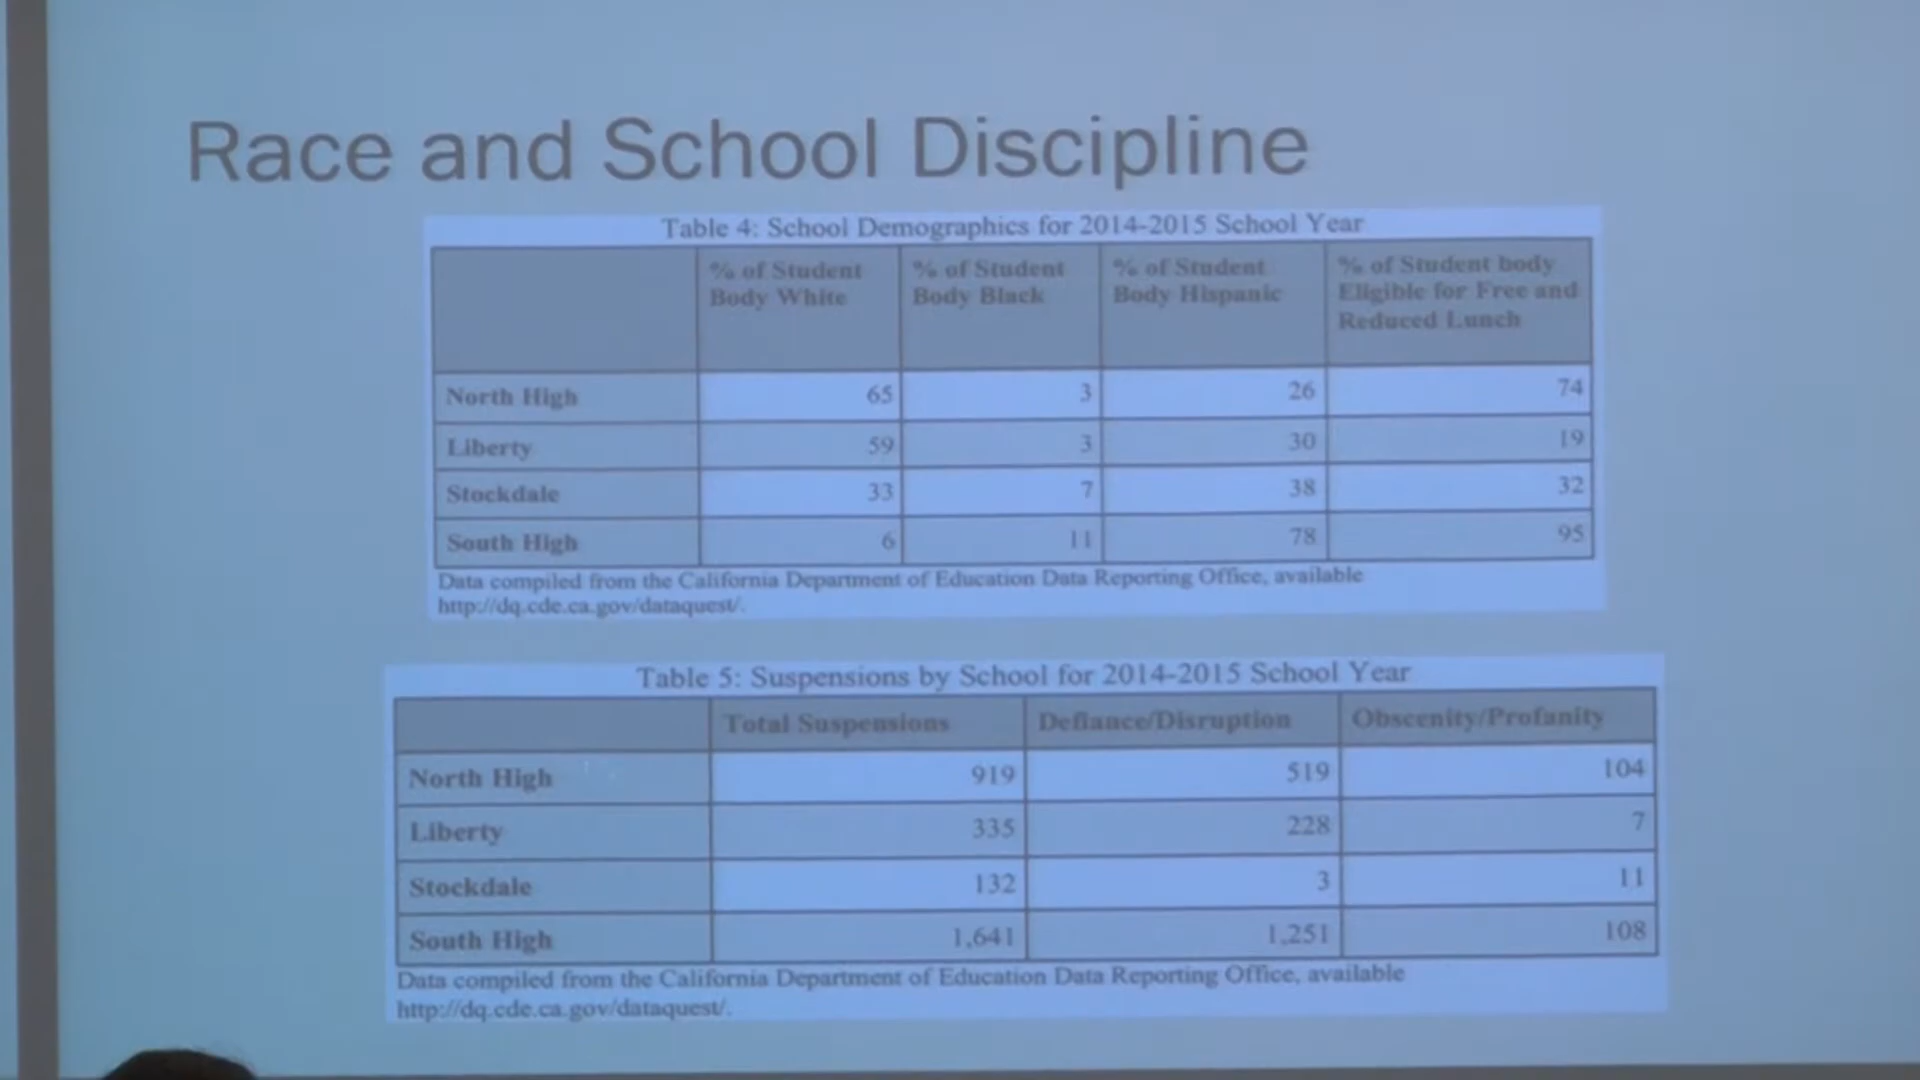 Race and School Discipline
Table 4: School Demographics for 2014-2015 School Year
% of Student Body White % of Student Body Black % of Student Body Hispanic % of Student body Eligible for Free and Reduced Lunch
North High 65 3 26 74
Liberty 59 3 30 19
Stockdale 33 7 38 32
South High 6 11 78 95
Data compiled from the California Department of Education Data Reporting Office, available
http://dq.cde.ca.gov/dataquest/.
Table 5: Suspensions by School for 2014-2015 School Year
Total Suspensions Defiance/Disruption Obscenity/Profanity
North High 919 519 104
Liberty 335 228 7
Stockdale 132 3 11
South High 1,641 1,251 108
Data compiled from the California Department of Education Data Reporting Office, available
http://dq.cde.ca.gov/dataquest/.